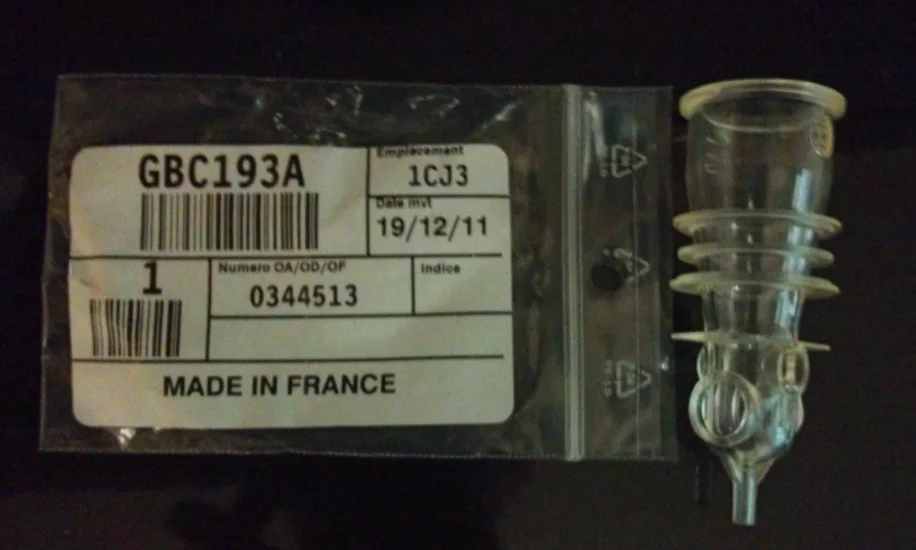 GBC193A
Emplacement
1CJ3
Date mvt
19/12/11
1
Numero OA/OD/OF
0344513
Indice
MADE IN FRANCE